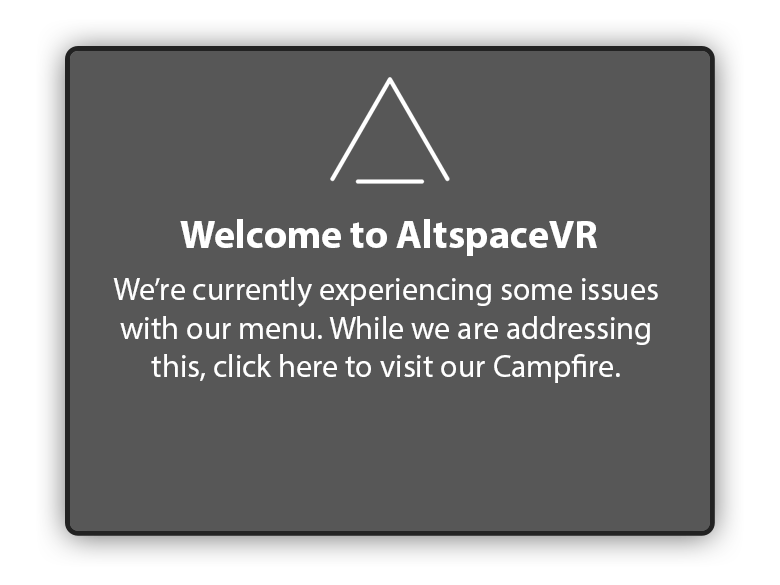 Welcome to AltspaceVR
We’re currently experiencing some issues
with our menu. While we are addressing
this, click here to visit our Campfire.